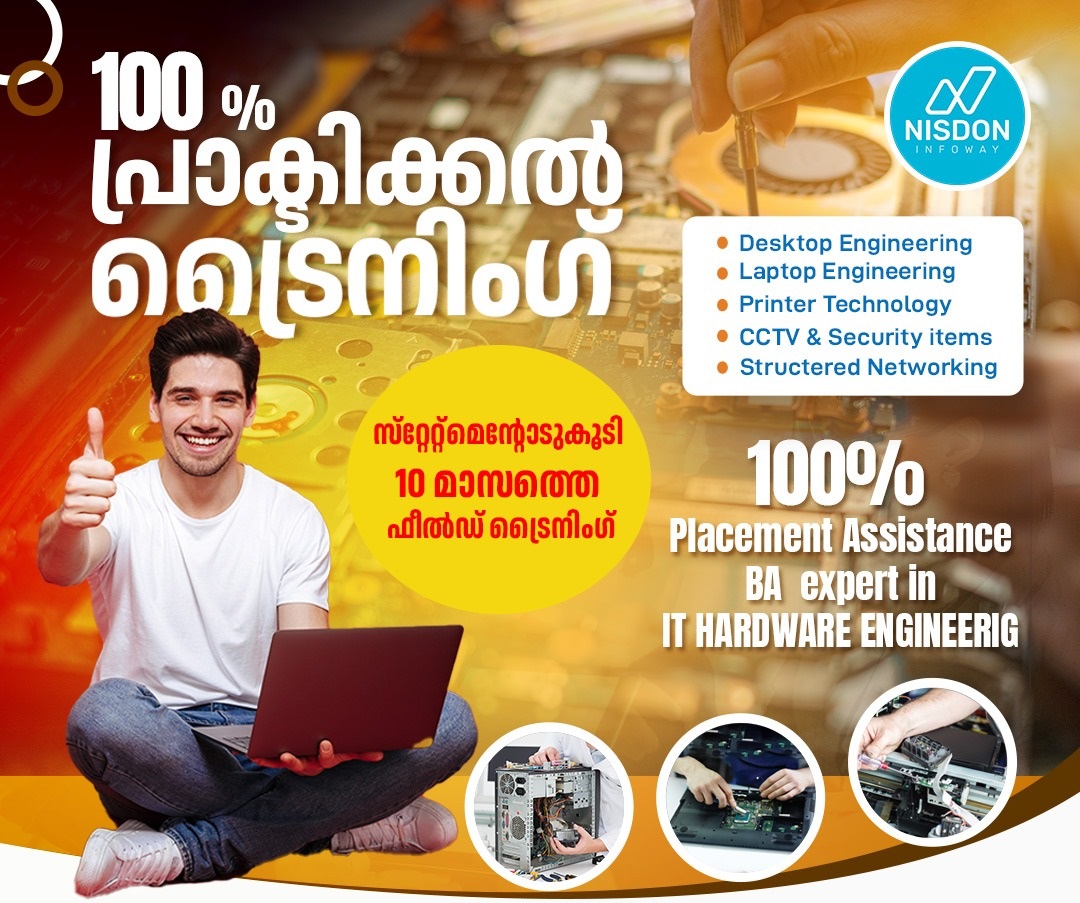 100 %
പ്രാക്ടിക്കൽ
ട്രൈനിംഗ്
NISDON
INFOWAY
Desktop Engineering
Laptop Engineering
Printer Technology
CCTV & Security items
Structered Networking
സ്റ്റേറ്റ്മെന്റോടുകൂടി
10 മാസത്തെ
ഫീൽഡ് ട്രൈനിംഗ്
100%
Placement Assistance
BA expert in
IT HARDWARE ENGINEERIG